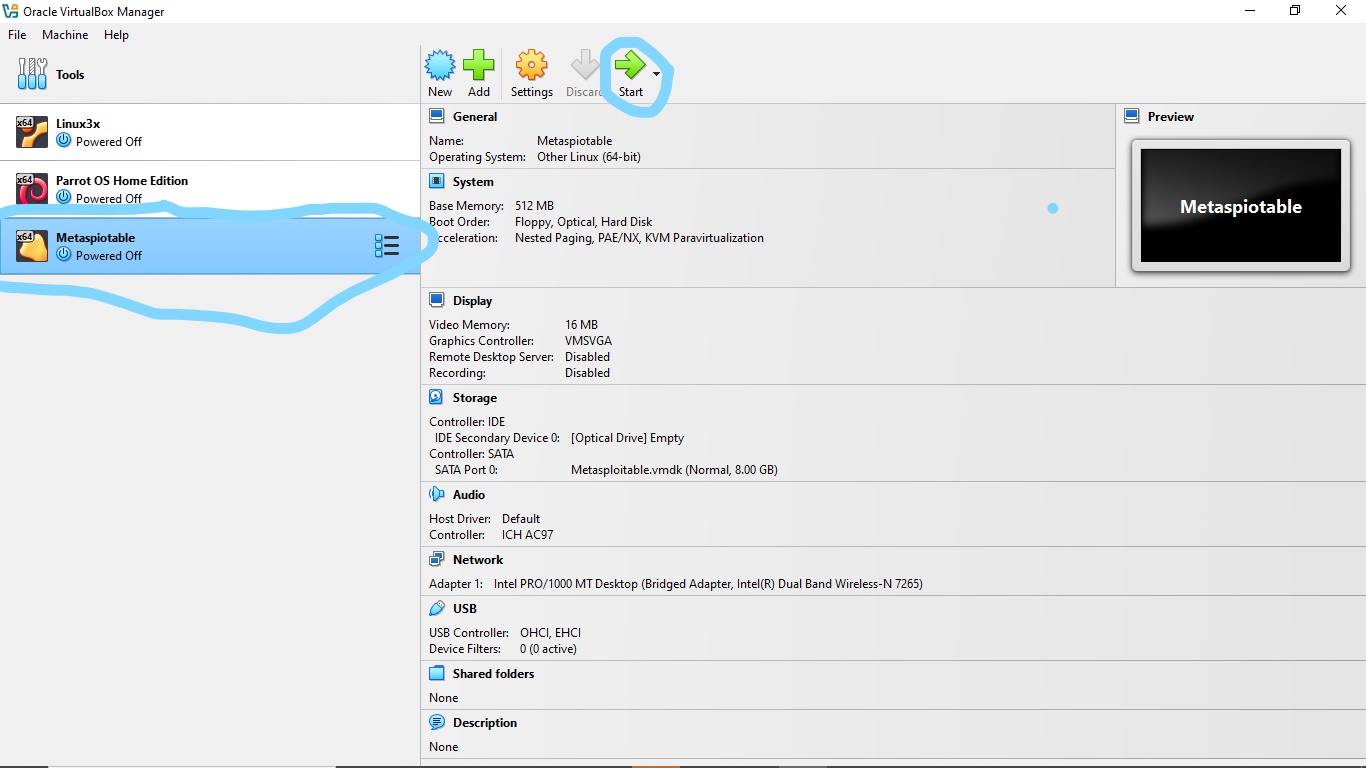 Oracle VirtualBox Manager
File Machine Help
Tools
New Add Settings Discard Start
x64 Linux3x
Powered Off
x64 Parrot OS Home Edition
Powered Off
x64 Metaspiotable
Powered Off
General
Name: Metaspiotable
Operating System: Other Linux (64-bit)
System
Base Memory: 512 MB
Boot Order: Floppy, Optical, Hard Disk
Acceleration: Nested Paging, PAE/NX, KVM Paravirtualization
Preview
Metaspiotable
Display
Video Memory: 16 MB
Graphics Controller: VMSVGA
Remote Desktop Server: Disabled
Recording: Disabled
Storage
Controller: IDE
IDE Secondary Device 0: [Optical Drive] Empty
Controller: SATA
SATA Port 0: Metasploitable.vmdk (Normal, 8.00 GB)
Audio
Host Driver: Default
Controller: ICH AC97
Network
Adapter 1: Intel PRO/1000 MT Desktop (Bridged Adapter, Intel(R) Dual Band Wireless-N 7265)
USB
USB Controller: OHCI, EHCI
Device Filters: 0 (0 active)
Shared folders
None
Description
None